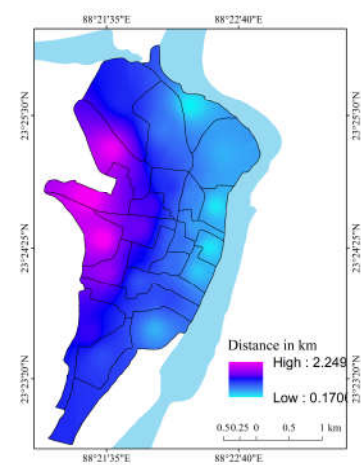 88°21'35"E 88°22'40"E
23°25'30"N 23°25'30"N
23°24'25"N 23°24'25"N
Distance in km
High : 2.249
Low : 0.1706
23°23'20"N 23°23'20"N
0.50.25 0 0.5 1 km
88°21'35"E 88°22'40"E